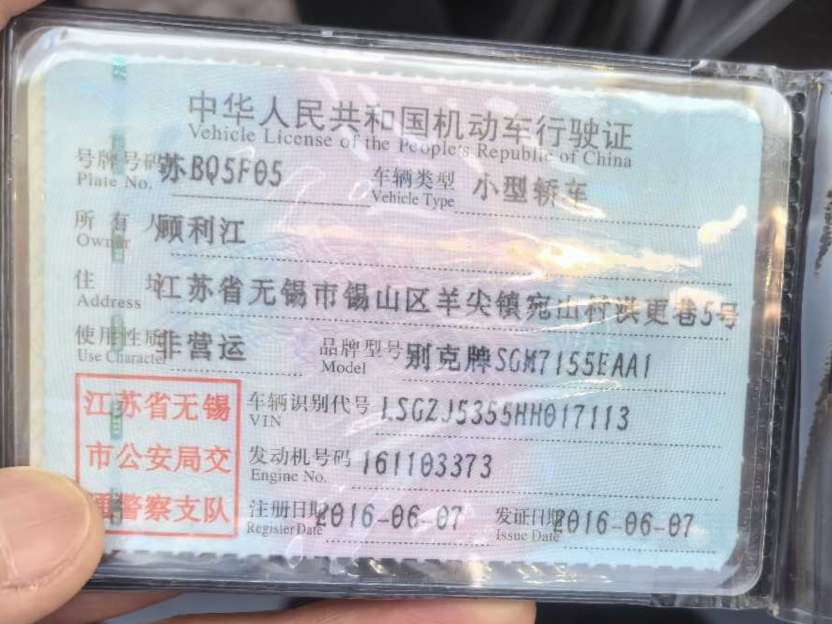 中华人民共和国机动车行驶证
Vehicle License of the People's Republic of China
号牌号码 苏BQ5F05 车辆类型 小型轿车
Plate No. Vehicle Type
所有人 顾利江
Owner
住址 江苏省无锡市锡山区羊尖镇宛山村洪更巷5号
Address
使用性质 非营运 品牌型号 别克牌SGM7155EAA1
Use Character Model
江苏省无锡 车辆识别代号 LSGZJ5355HH017113
VIN
市公安局交 发动机号码 161103373
Engine No.
通警察支队 注册日期 2016-06-07 发证日期 2016-06-07
Register Date Issue Date